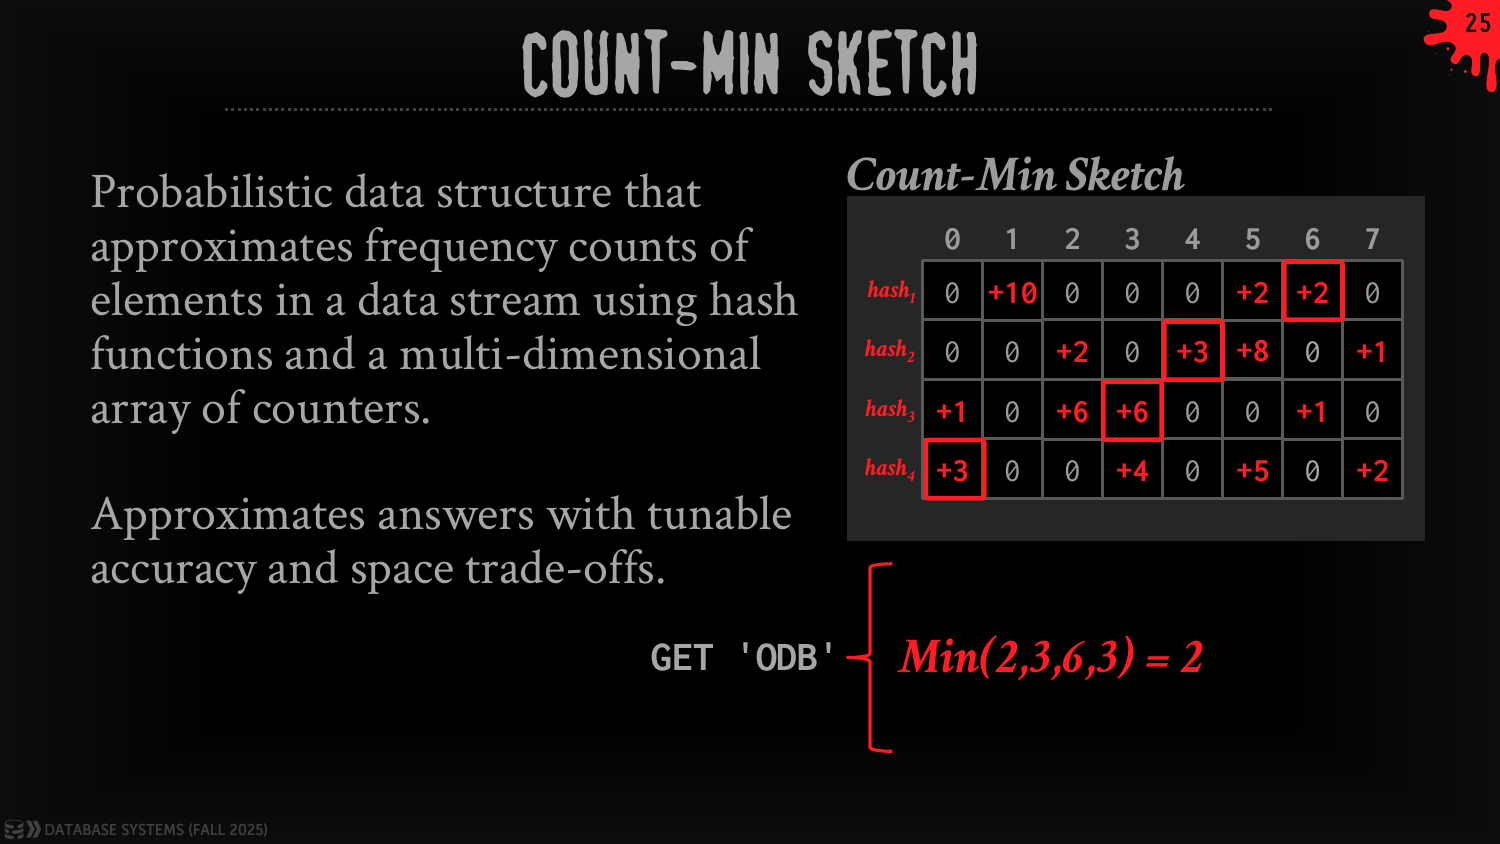 25
COUNT-MIN SKETCH
Probabilistic data structure that
approximates frequency counts of
elements in a data stream using hash
functions and a multi-dimensional
array of counters.
Approximates answers with tunable
accuracy and space trade-offs.
Count-Min Sketch
0 1 2 3 4 5 6 7
hash1 0 +10 0 0 0 +2 +2 0
hash2 0 0 +2 0 +3 +8 0 +1
hash3 +1 0 +6 +6 0 0 +1 0
hash4 +3 0 0 +4 0 +5 0 +2
GET 'ODB' Min(2,3,6,3) = 2
DATABASE SYSTEMS (FALL 2025)